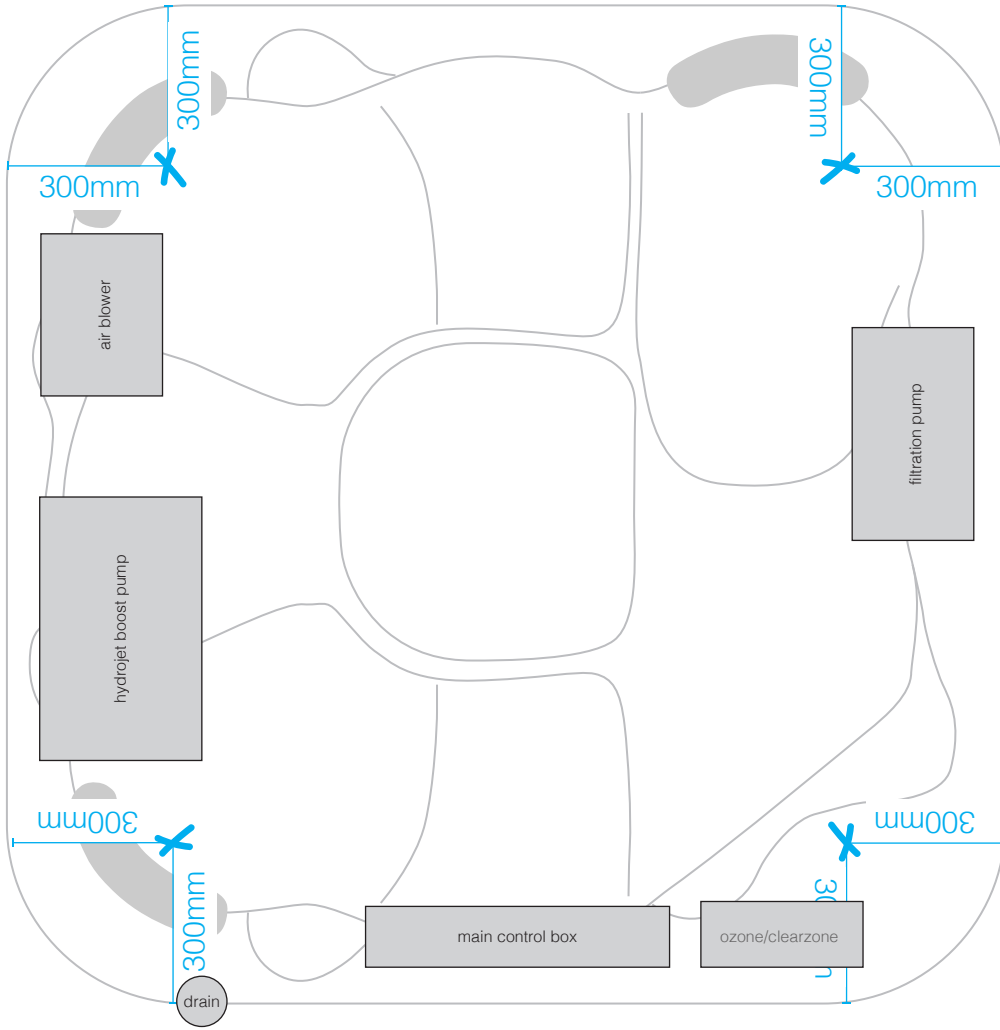 300mm
300mm
300mm
300mm
air blower
filtration pump
hydrojet boost pump
300mm
300mm
300mm
main control box
ozone/clearzone
drain